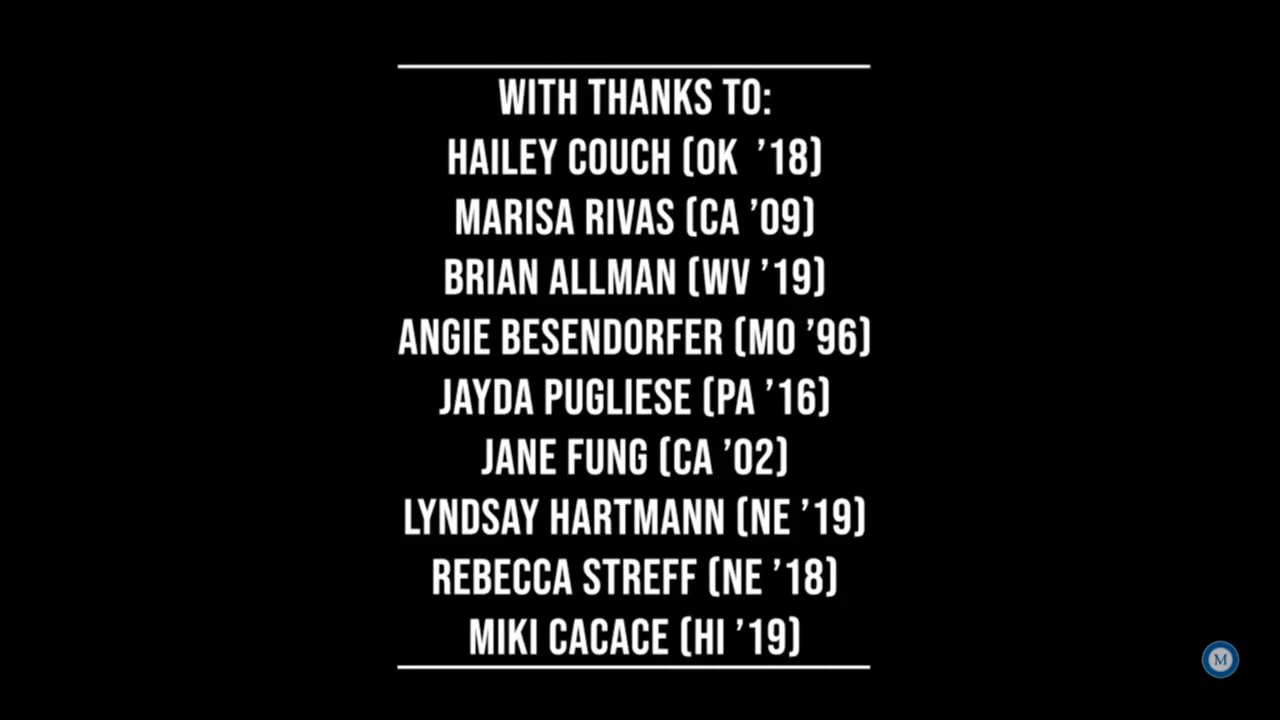 WITH THANKS TO:
HAILEY COUCH (OK  ’18)
MARISA RIVAS (CA ’09)
BRIAN ALLMAN (WV ’19)
ANGIE BESENDORFER (MO ’96)
JAYDA PUGLIESE (PA ’16)
JANE FUNG (CA ’02)
LYNDSAY HARTMANN (NE ’19)
REBECCA STREFF (NE ’18)
MIKI CACACE (HI ’19)
M